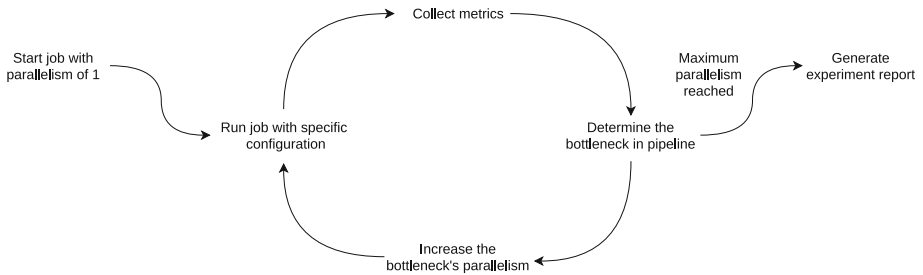 Collect metrics
Start job with
parallelism of 1
Maximum
parallelism
reached
Generate
experiment report
Run job with specific
configuration
Determine the
bottleneck in pipeline
Increase the
bottleneck's parallelism